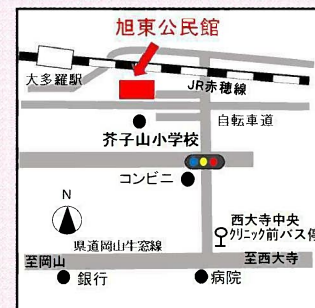 旭東公民館
大多羅駅
JR赤穂線
自転車道
芥子山小学校
コンビニ
N
西大寺中央
クリニック前バス停
県道岡山牛窓線
至岡山
至西大寺
銀行
病院